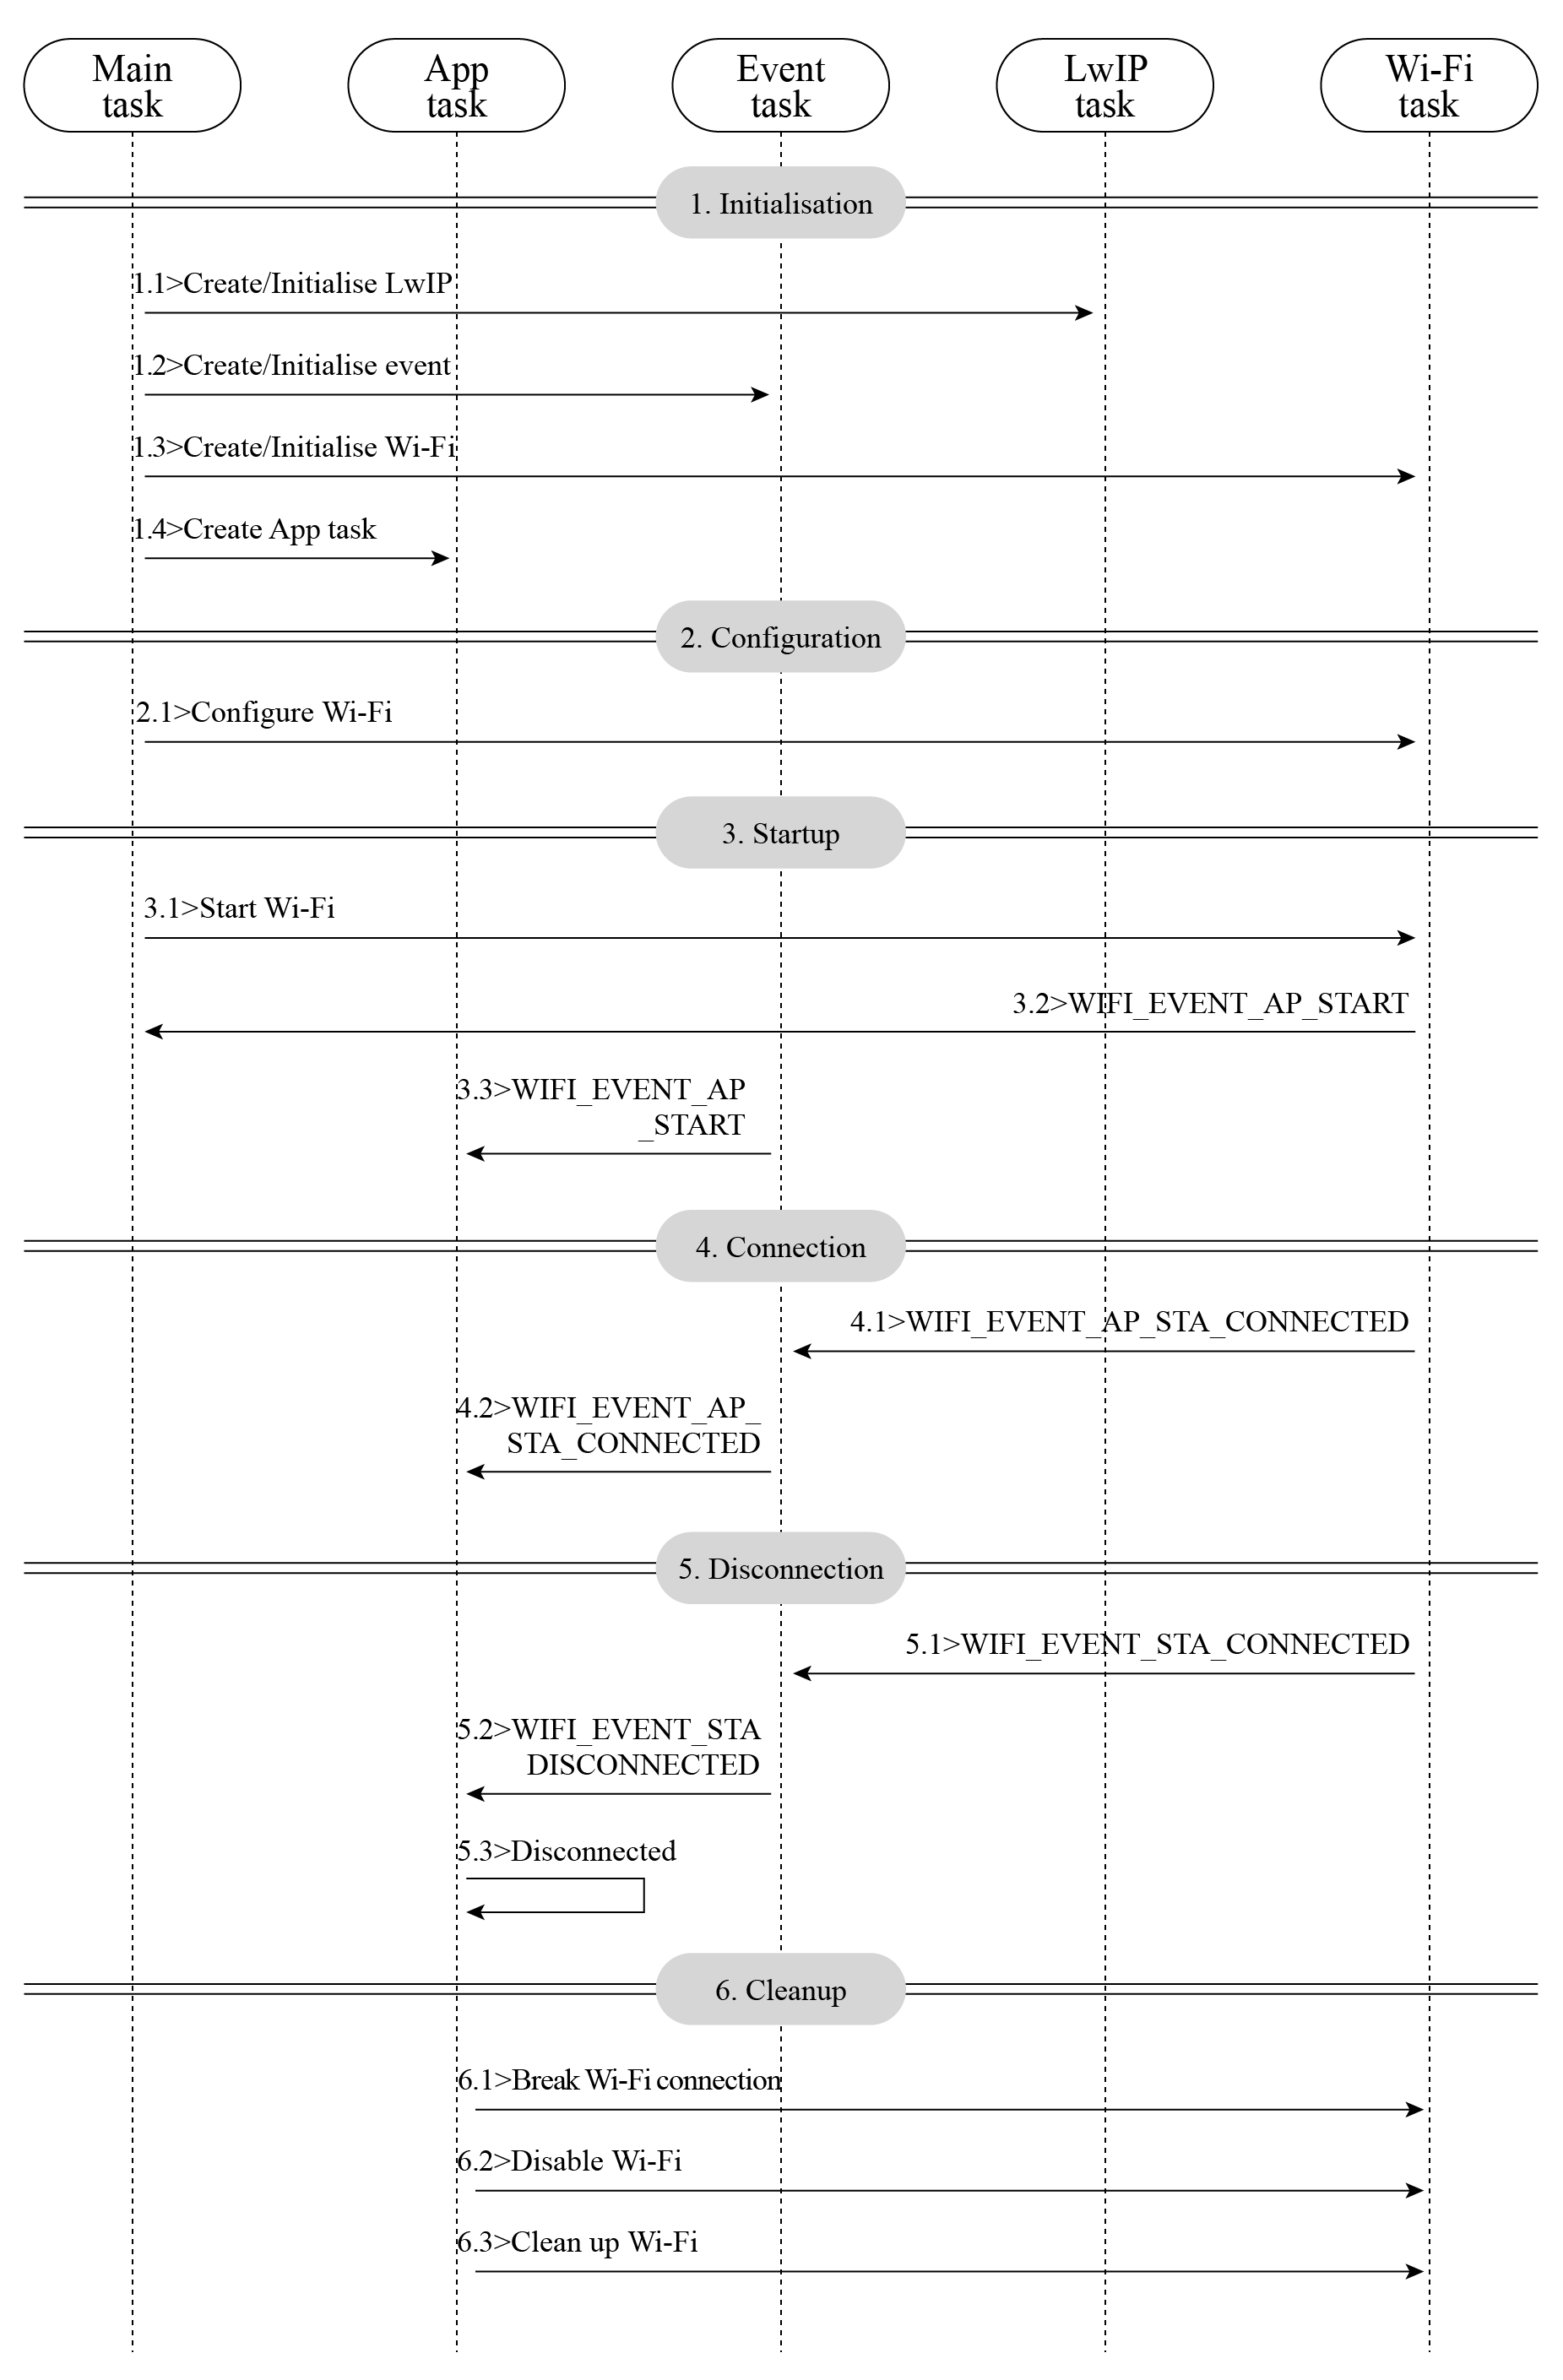 Main
task
App
task
Event
task
LwIP
task
Wi-Fi
task
1. Initialisation
1.1>Create/Initialise LwIP
1.2>Create/Initialise event
1.3>Create/Initialise Wi-Fi
1.4>Create App task
2. Configuration
2.1>Configure Wi-Fi
3. Startup
3.1>Start Wi-Fi
3.2>WIFI_EVENT_AP_START
3.3>WIFI_EVENT_AP
_START
4. Connection
4.1>WIFI_EVENT_AP_STA_CONNECTED
4.2>WIFI_EVENT_AP_
STA_CONNECTED
5. Disconnection
5.1>WIFI_EVENT_STA_CONNECTED
5.2>WIFI_EVENT_STA
DISCONNECTED
5.3>Disconnected
6. Cleanup
6.1>Break Wi-Fi connection
6.2>Disable Wi-Fi
6.3>Clean up Wi-Fi